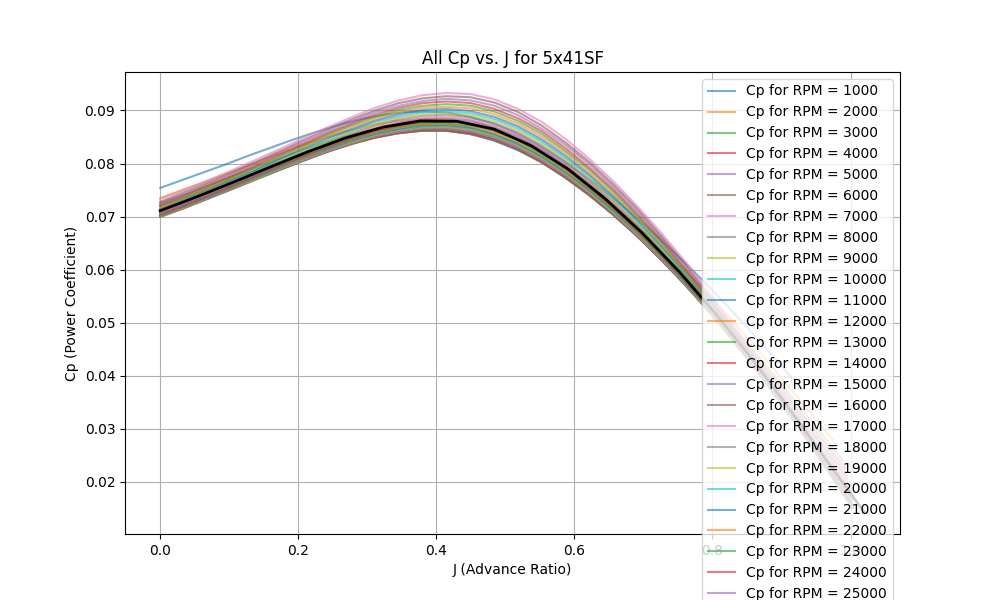 All Cp vs. J for 5x41SF
Cp (Power Coefficient)
0.09
0.08
0.07
0.06
0.05
0.04
0.03
0.02
0.0
0.2
0.4
0.6
0.8
J (Advance Ratio)
Cp for RPM = 1000
Cp for RPM = 2000
Cp for RPM = 3000
Cp for RPM = 4000
Cp for RPM = 5000
Cp for RPM = 6000
Cp for RPM = 7000
Cp for RPM = 8000
Cp for RPM = 9000
Cp for RPM = 10000
Cp for RPM = 11000
Cp for RPM = 12000
Cp for RPM = 13000
Cp for RPM = 14000
Cp for RPM = 15000
Cp for RPM = 16000
Cp for RPM = 17000
Cp for RPM = 18000
Cp for RPM = 19000
Cp for RPM = 20000
Cp for RPM = 21000
Cp for RPM = 22000
Cp for RPM = 23000
Cp for RPM = 24000
Cp for RPM = 25000